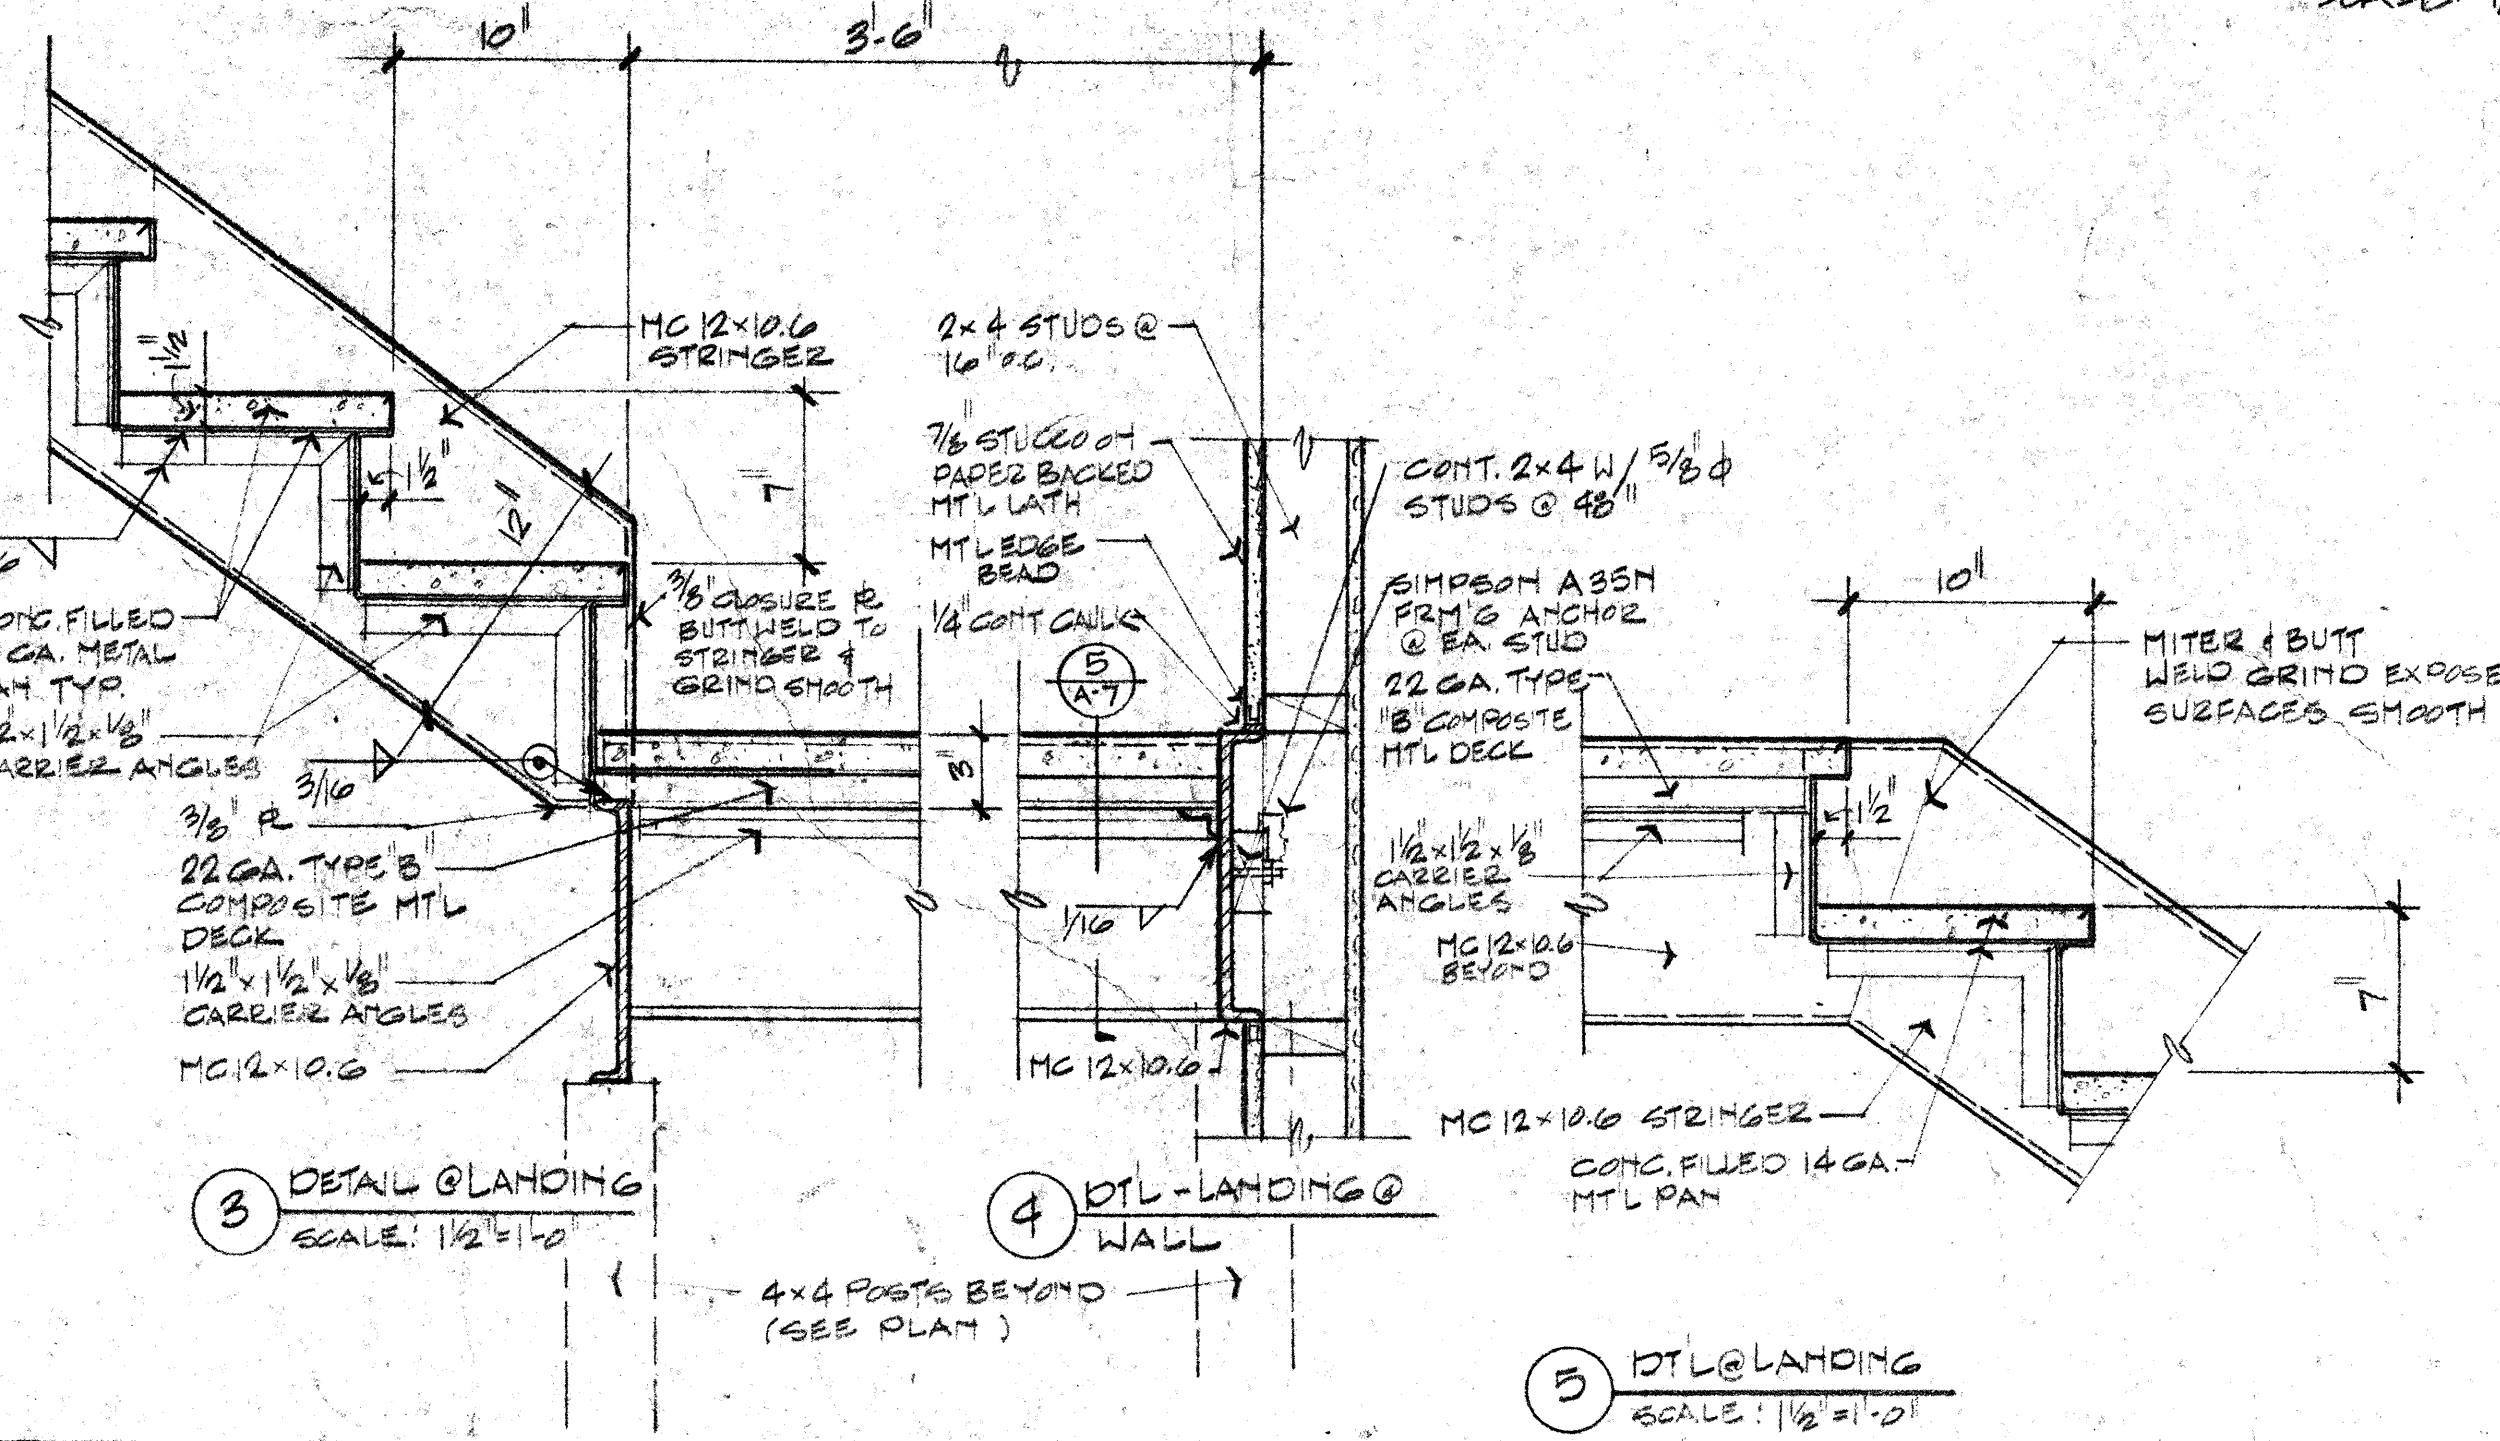 10"
3'-6"
MC 12×10.6
STRINGER
1 1/2"
1 1/2"
12"
7"
3/8" CLOSURE PL
BUTT WELD TO
STRINGER &
GRIND SMOOTH
CONC. FILLED
GA. METAL
TYP.
1 1/2×1/8"
CARRIER ANGLES
3/16
3/8" PL
22 GA. TYPE "B"
COMPOSITE MTL
DECK
1 1/2" × 1 1/2" × 1/8"
CARRIER ANGLES
MC 12×10.6
3"
3
DETAIL @ LANDING
SCALE: 1 1/2" = 1'-0"
2×4 STUDS @
16" O.C.
7/8" STUCCO ON
PAPER BACKED
MTL LATH
MTL EDGE
BEAD
1/4" CONT CAULK
5
A-7
1/16
MC 12×10.6
CONT. 2×4 W/ 5/8" φ
STUDS @ 48"
SIMPSON A35N
FRM'G ANCHOR
@ EA. STUD
4
DTL - LANDING @
WALL
4×4 POSTS BEYOND
(SEE PLAN)
22 GA. TYPE
"B" COMPOSITE
MTL DECK
1 1/2 × 1 1/2 × 1/8"
CARRIER
ANGLES
MC 12×10.6
BEYOND
10"
MITER & BUTT
WELD GRIND EXPOSE
SURFACES SMOOTH
1 1/2"
7"
MC 12×10.6 STRINGER
CONC. FILLED 14 GA.
MTL PAN
5
DTL @ LANDING
SCALE: 1 1/2" = 1'-0"